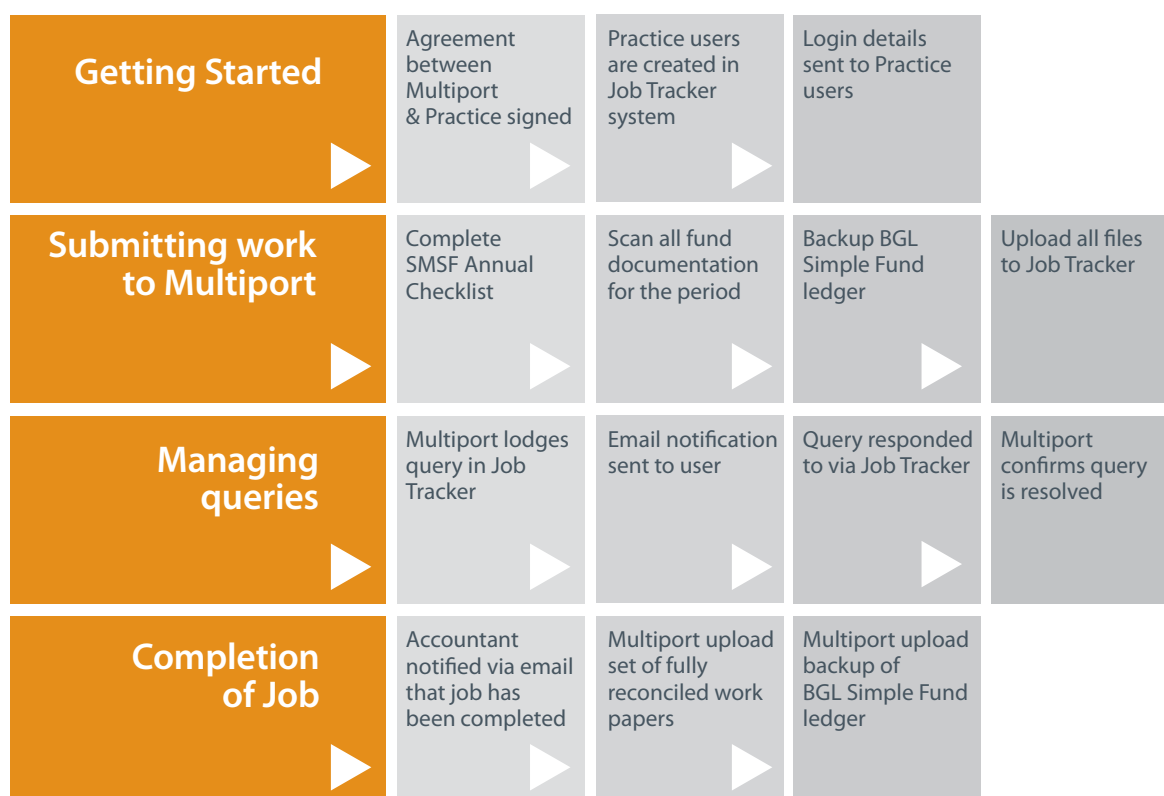 Getting Started
Agreement
between
Multiport
& Practice signed
Practice users
are created in
Job Tracker
system
Login details
sent to Practice
users
Submitting work
to Multiport
Complete
SMSF Annual
Checklist
Scan all fund
documentation
for the period
Backup BGL
Simple Fund
ledger
Upload all files
to Job Tracker
Managing
queries
Multiport lodges
query in Job
Tracker
Email notification
sent to user
Query responded
to via Job Tracker
Multiport
confirms query
is resolved
Completion
of Job
Accountant
notified via email
that job has
been completed
Multiport upload
set of fully
reconciled work
papers
Multiport upload
backup of
BGL Simple Fund
ledger